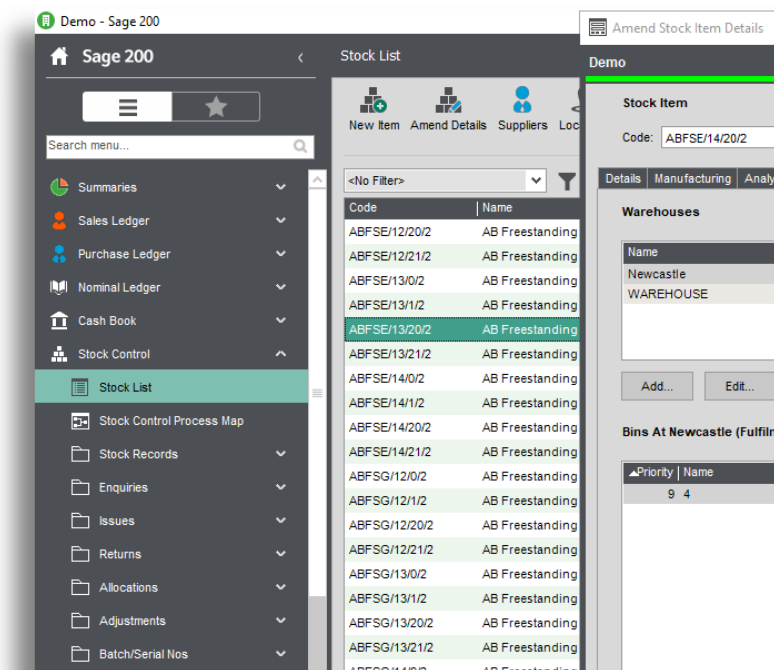 Demo - Sage 200
Sage 200
Search menu...
Summaries
Sales Ledger
Purchase Ledger
Nominal Ledger
Cash Book
Stock Control
Stock List
Stock Control Process Map
Stock Records
Enquiries
Issues
Returns
Allocations
Adjustments
Batch/Serial Nos
Stock List
New Item Amend Details Suppliers Loc
<No Filter>
Code Name
ABFSE/12/20/2 AB Freestanding
ABFSE/12/21/2 AB Freestanding
ABFSE/13/0/2 AB Freestanding
ABFSE/13/1/2 AB Freestanding
ABFSE/13/20/2 AB Freestanding
ABFSE/13/21/2 AB Freestanding
ABFSE/14/0/2 AB Freestanding
ABFSE/14/1/2 AB Freestanding
ABFSE/14/20/2 AB Freestanding
ABFSE/14/21/2 AB Freestanding
ABFSG/12/0/2 AB Freestanding
ABFSG/12/1/2 AB Freestanding
ABFSG/12/20/2 AB Freestanding
ABFSG/12/21/2 AB Freestanding
ABFSG/13/0/2 AB Freestanding
ABFSG/13/1/2 AB Freestanding
ABFSG/13/20/2 AB Freestanding
ABFSG/13/21/2 AB Freestanding
Amend Stock Item Details
Demo
Stock Item
Code: ABFSE/14/20/2
Details Manufacturing Analy
Warehouses
Name
Newcastle
WAREHOUSE
Add... Edit...
Bins At Newcastle (Fulfiln
Priority Name
9 4